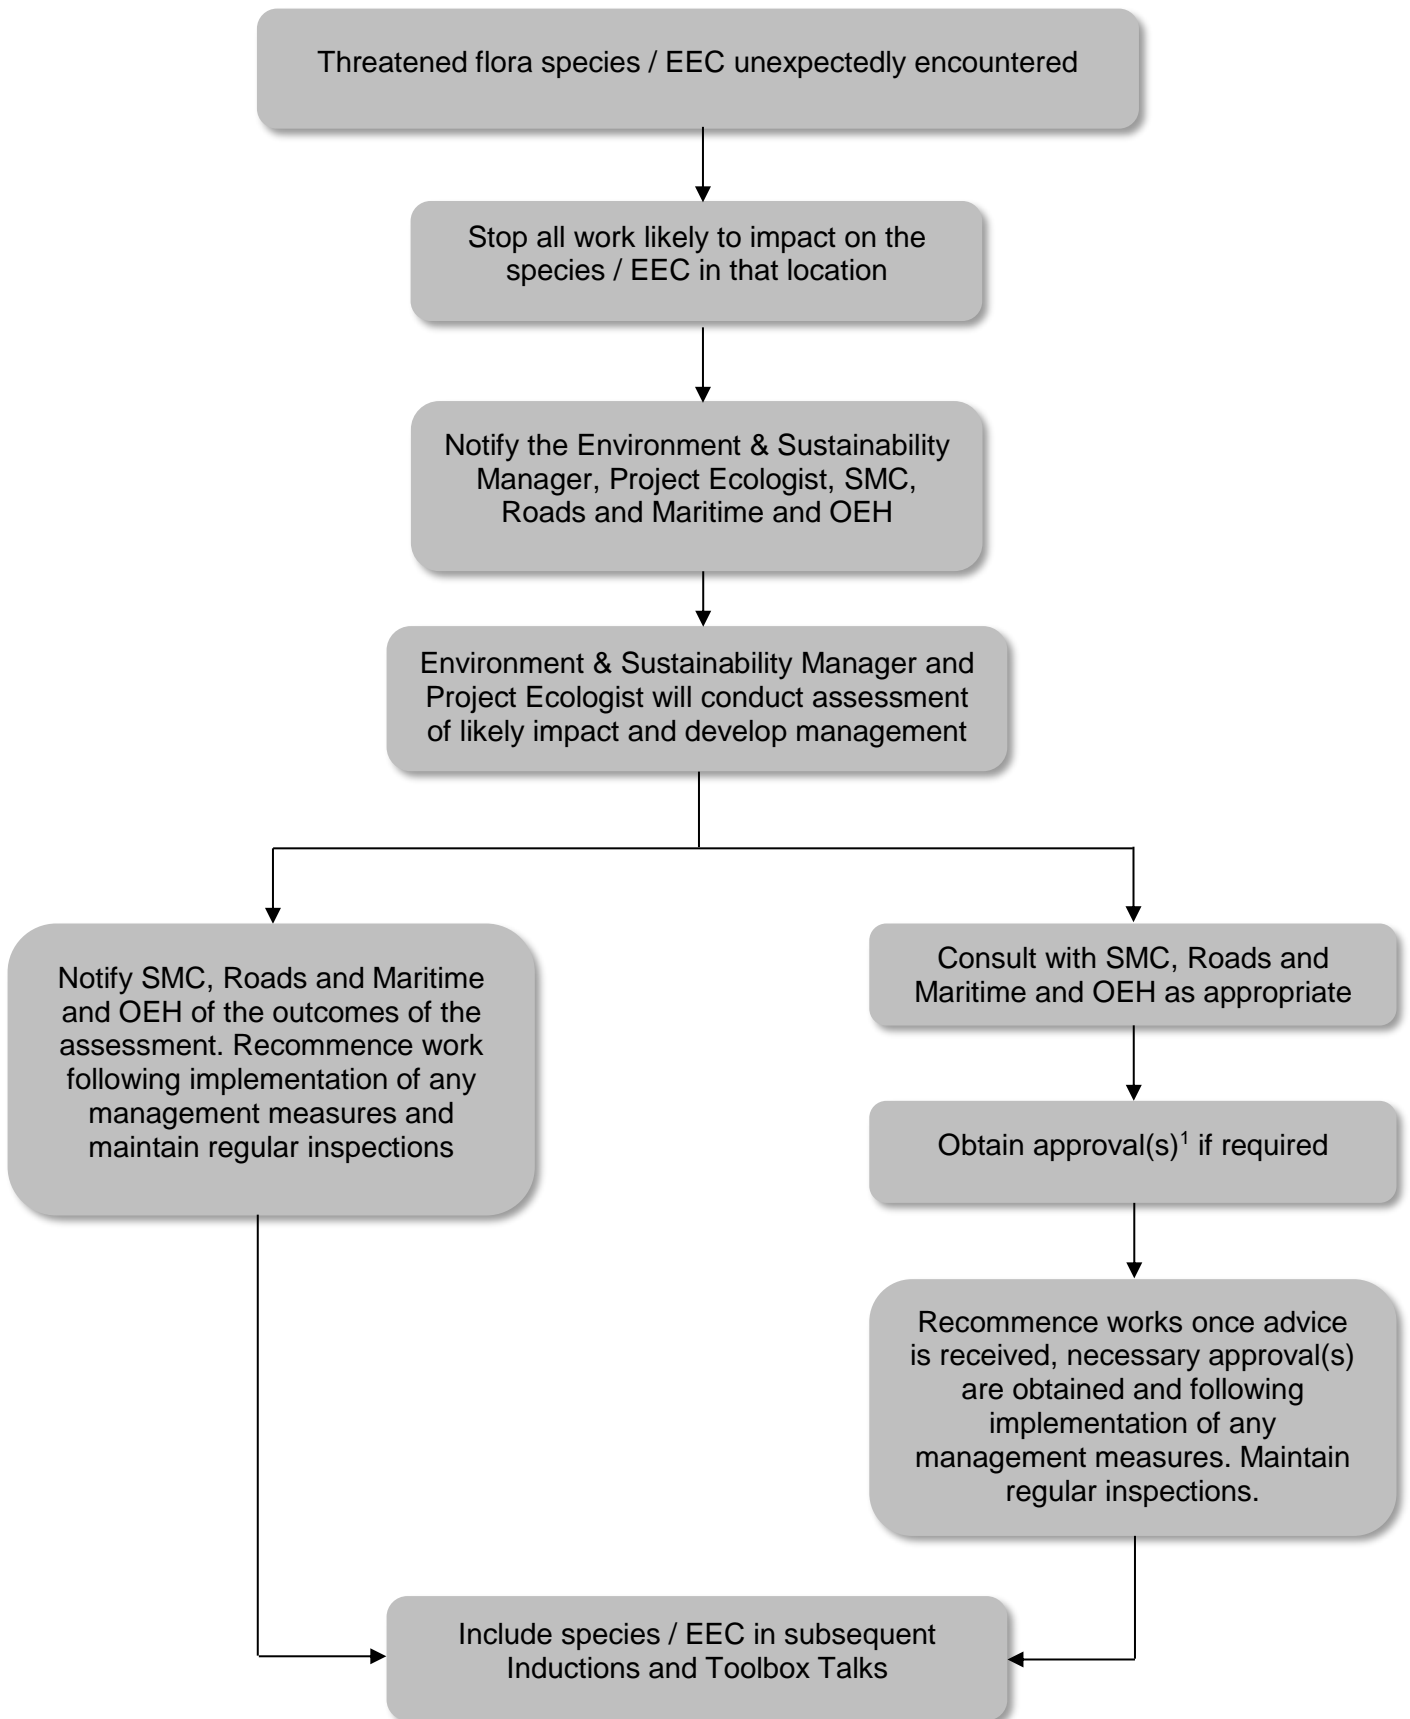 Threatened flora species / EEC unexpectedly encountered
Stop all work likely to impact on the
species / EEC in that location
Notify the Environment & Sustainability
Manager, Project Ecologist, SMC,
Roads and Maritime and OEH
Environment & Sustainability Manager and
Project Ecologist will conduct assessment
of likely impact and develop management
Notify SMC, Roads and Maritime
and OEH of the outcomes of the
assessment. Recommence work
following implementation of any
management measures and
maintain regular inspections
Consult with SMC, Roads and
Maritime and OEH as appropriate
Obtain approval(s)¹ if required
Recommence works once advice
is received, necessary approval(s)
are obtained and following
implementation of any
management measures. Maintain
regular inspections.
Include species / EEC in subsequent
Inductions and Toolbox Talks